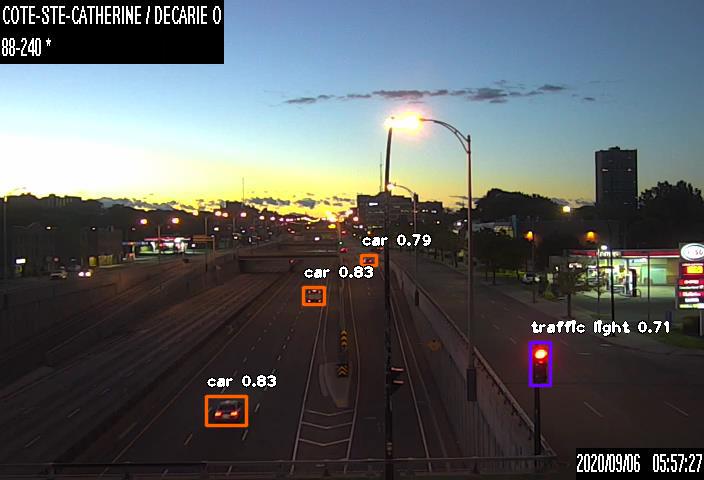 COTE-STE-CATHERINE / DECARIE O
88-240 *
car 0.79
car 0.83
traffic light 0.71
car 0.83
2020/09/06 05:57:27